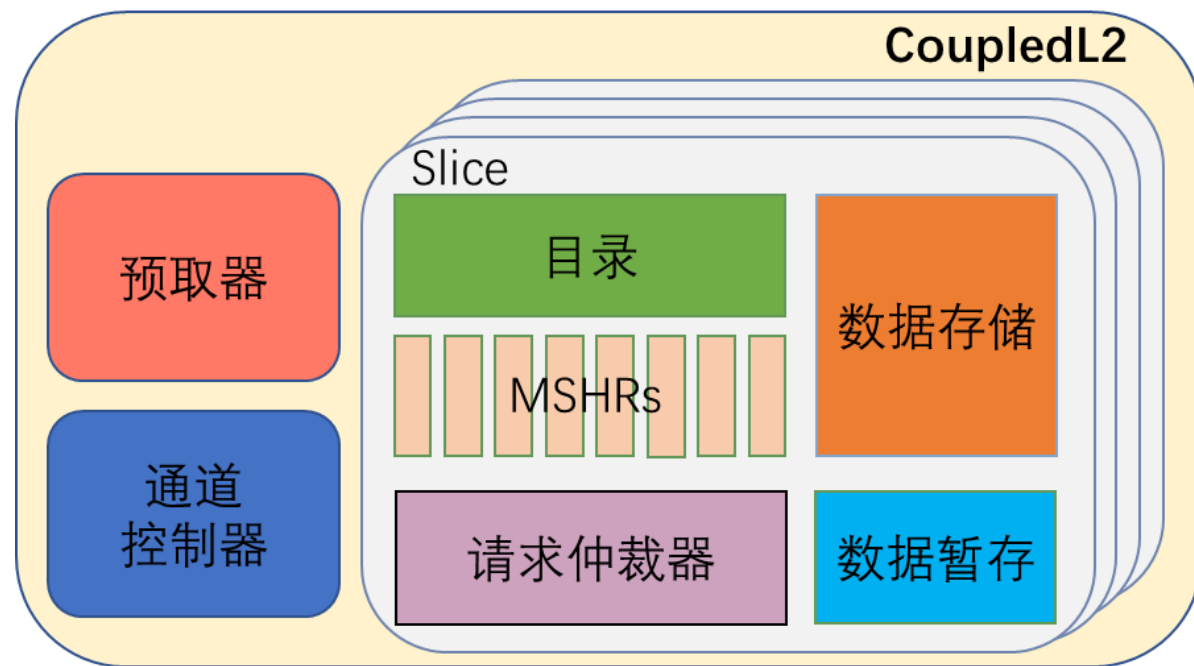 CoupledL2
Slice
预取器
目录
数据存储
MSHRs
通道
控制器
请求仲裁器
数据暂存